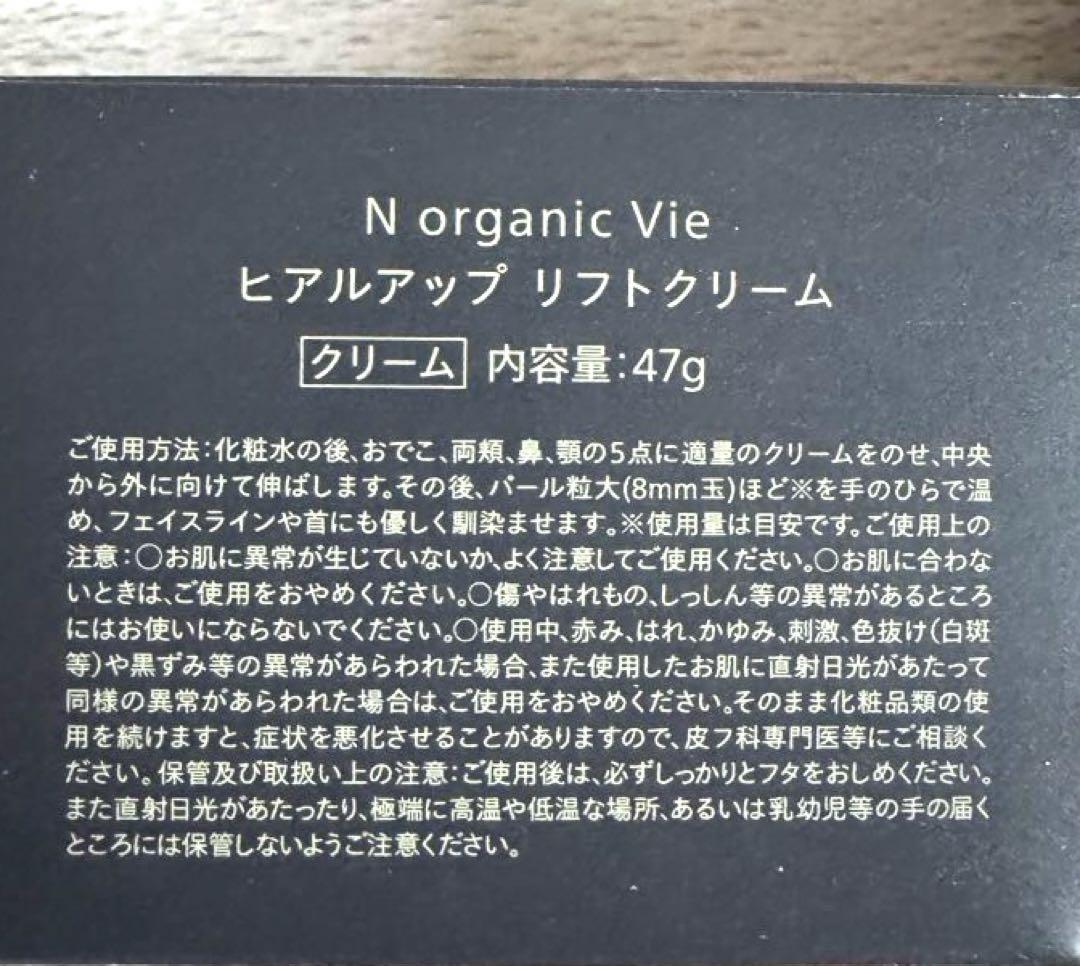 N organic Vie
ヒアルアップ リフトクリーム
クリーム 内容量:47g
ご使用方法:化粧水の後、おでこ、両頬、鼻、顎の5点に適量のクリームをのせ、中央
から外に向けて伸ばします。その後、パール粒大(8mm玉)ほど※を手のひらで温
め、フェイスラインや首にも優しく馴染ませます。※使用量は目安です。ご使用上の
注意:○お肌に異常が生じていないか、よく注意してご使用ください。○お肌に合わな
いときは、ご使用をおやめください。○傷やはれもの、しっしん等の異常があるところ
にはお使いにならないでください。○使用中、赤み、はれ、かゆみ、刺激、色抜け(白斑
等)や黒ずみ等の異常があらわれた場合、また使用したお肌に直射日光があたって
同様の異常があらわれた場合は、ご使用をおやめください。そのまま化粧品類の使
用を続けますと、症状を悪化させることがありますので、皮フ科専門医等にご相談く
ださい。保管及び取扱い上の注意:ご使用後は、必ずしっかりとフタをおしめください。
また直射日光があたったり、極端に高温や低温な場所、あるいは乳幼児等の手の届く
ところには保管しないようご注意ください。